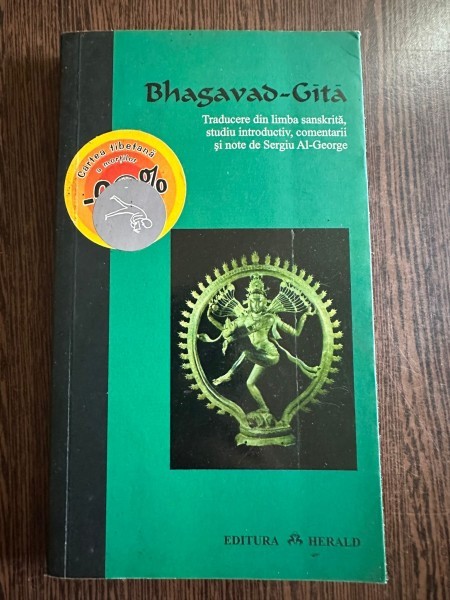 Bhagavad-Gītā
Traducere din limba sanskrită,
studiu introductiv, comentarii
și note de Sergiu Al-George
Cartea tibetană
a morților
EDITURA HERALD